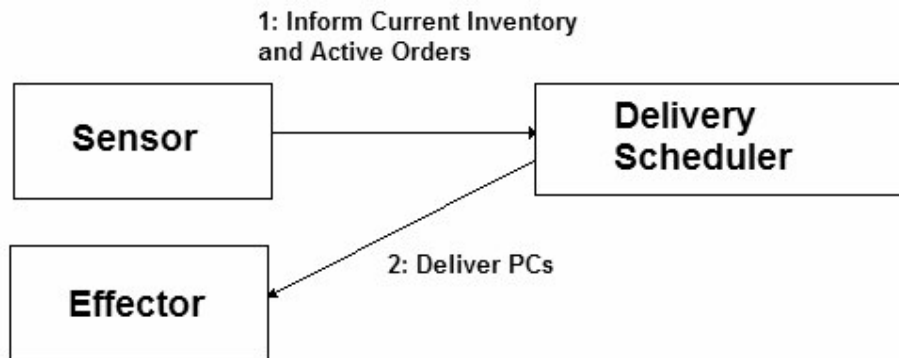 1: Inform Current Inventory
and Active Orders
Sensor
Delivery
Scheduler
2: Deliver PCs
Effector